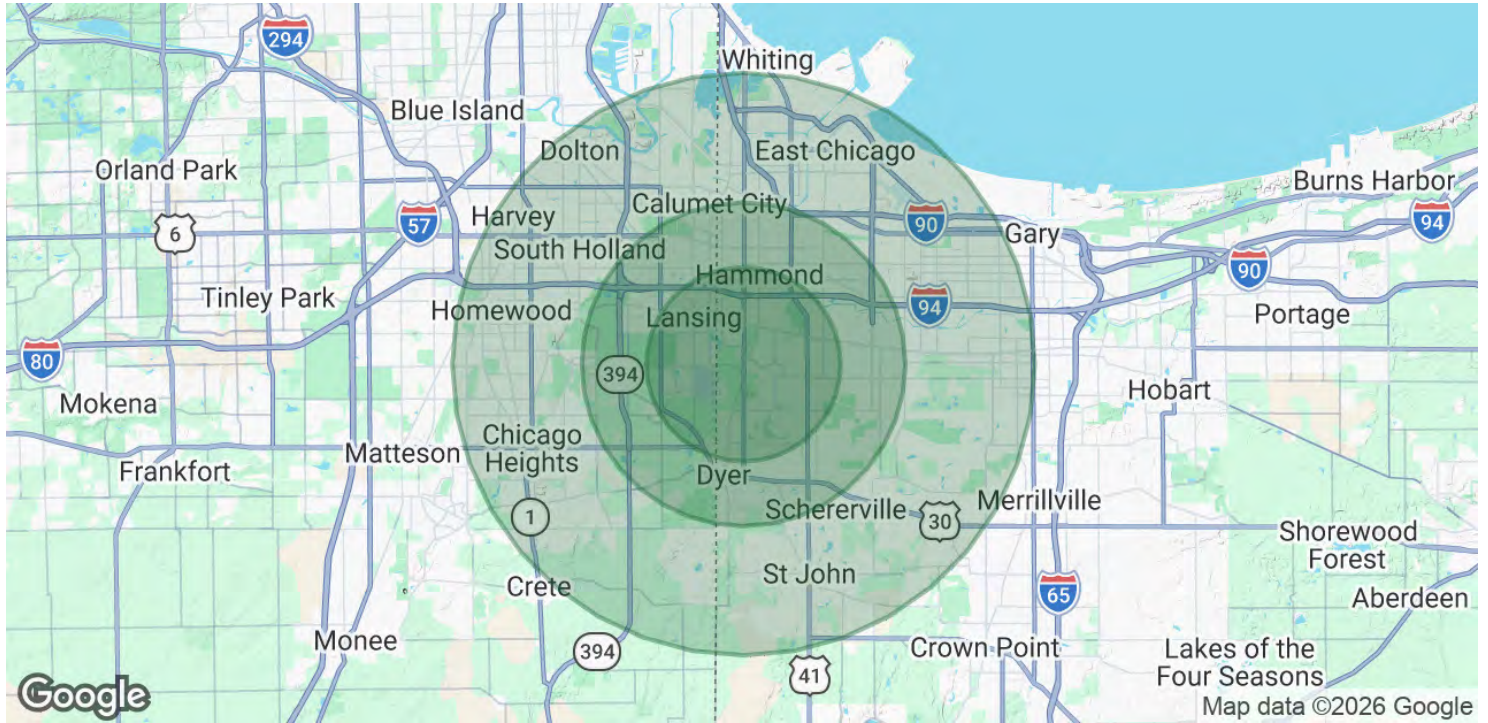 294
Whiting
Blue Island
Dolton
East Chicago
Orland Park
Burns Harbor
6
57
Harvey
Calumet City
90
94
Gary
South Holland
90
Hammond
Tinley Park
Homewood
Lansing
94
Portage
80
394
Mokena
Hobart
Chicago
Heights
Matteson
Frankfort
Dyer
1
Schererville
30
Merrillville
Shorewood
Forest
Crete
St John
65
Aberdeen
Monee
394
41
Crown Point
Lakes of the
Four Seasons
Google
Map data ©2026 Google